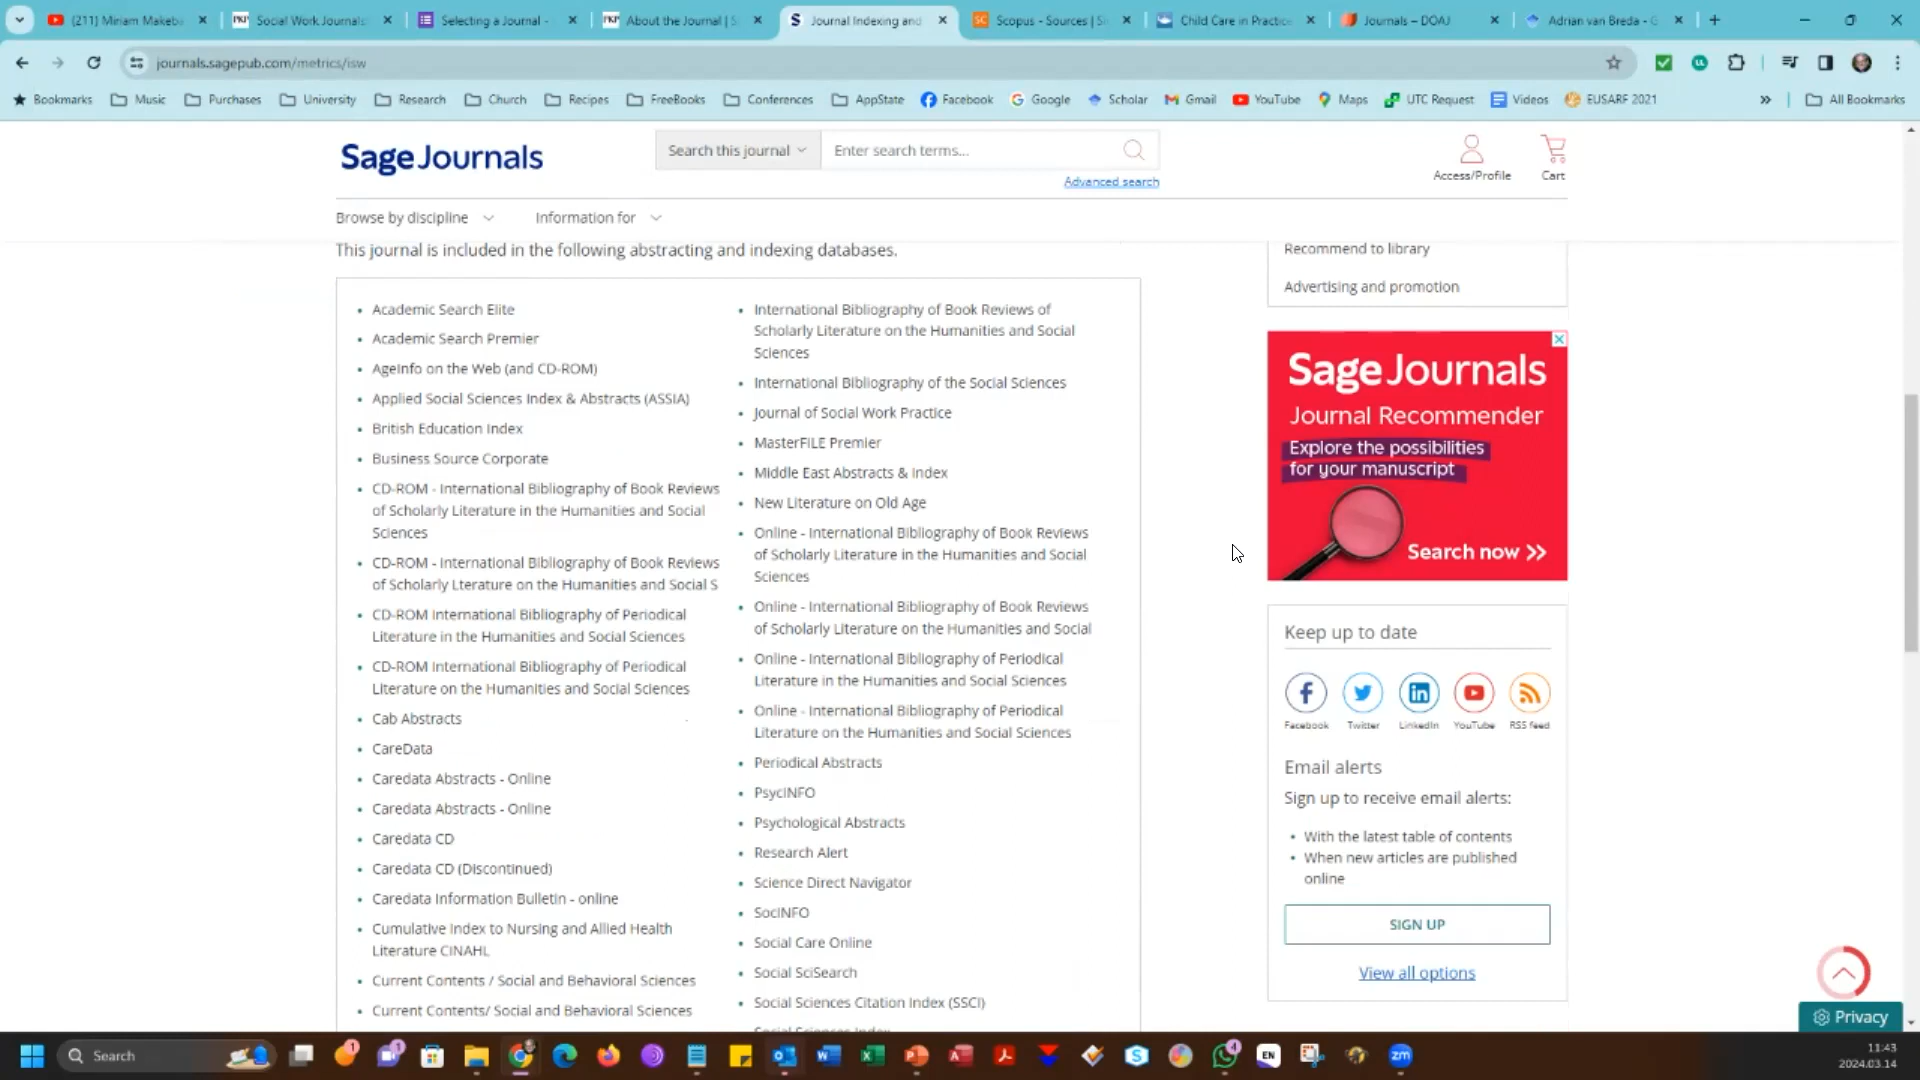 (211) Miriam Makeb
Social Work Journals
Selecting a Journal -
About the Journal | S
Journal Indexing and
Scopus - Sources | Si
Child Care in Practice
Journals – DOAJ
Adrian van Breda - G
journals.sagepub.com/metrics/isw
Bookmarks
Music
Purchases
University
Research
Church
Recipes
FreeBooks
Conferences
AppState
Facebook
Google
Scholar
Gmail
YouTube
Maps
UTC Request
Videos
EUSARF 2021
All Bookmarks
Sage Journals
Search this journal
Enter search terms...
Advanced search
Access/Profile
Cart
Browse by discipline
Information for
This journal is included in the following abstracting and indexing databases.
Academic Search Elite
Academic Search Premier
AgeInfo on the Web (and CD-ROM)
Applied Social Sciences Index & Abstracts (ASSIA)
British Education Index
Business Source Corporate
CD-ROM - International Bibliography of Book Reviews
of Scholarly Literature in the Humanities and Social
Sciences
CD-ROM - International Bibliography of Book Reviews
of Scholarly Literature on the Humanities and Social S
CD-ROM International Bibliography of Periodical
Literature in the Humanities and Social Sciences
CD-ROM International Bibliography of Periodical
Literature on the Humanities and Social Sciences
Cab Abstracts
CareData
Caredata Abstracts - Online
Caredata Abstracts - Online
Caredata CD
Caredata CD (Discontinued)
Caredata Information Bulletin - online
Cumulative Index to Nursing and Allied Health
Literature CINAHL
Current Contents / Social and Behavioral Sciences
Current Contents/ Social and Behavioral Sciences
International Bibliography of Book Reviews of
Scholarly Literature on the Humanities and Social
Sciences
International Bibliography of the Social Sciences
Journal of Social Work Practice
MasterFILE Premier
Middle East Abstracts & Index
New Literature on Old Age
Online - International Bibliography of Book Reviews
of Scholarly Literature in the Humanities and Social
Sciences
Online - International Bibliography of Book Reviews
of Scholarly Literature on the Humanities and Social
Online - International Bibliography of Periodical
Literature in the Humanities and Social Sciences
Online - International Bibliography of Periodical
Literature on the Humanities and Social Sciences
Periodical Abstracts
PsycINFO
Psychological Abstracts
Research Alert
Science Direct Navigator
SocINFO
Social Care Online
Social SciSearch
Social Sciences Citation Index (SSCI)
Social Sciences Index
Recommend to library
Advertising and promotion
Sage Journals
Journal Recommender
Explore the possibilities
for your manuscript
Search now >>
Keep up to date
Facebook
Twitter
LinkedIn
YouTube
RSS feed
Email alerts
Sign up to receive email alerts:
With the latest table of contents
When new articles are published
online
SIGN UP
View all options
Privacy
Search
EN
zm
11:43
2024.03.14